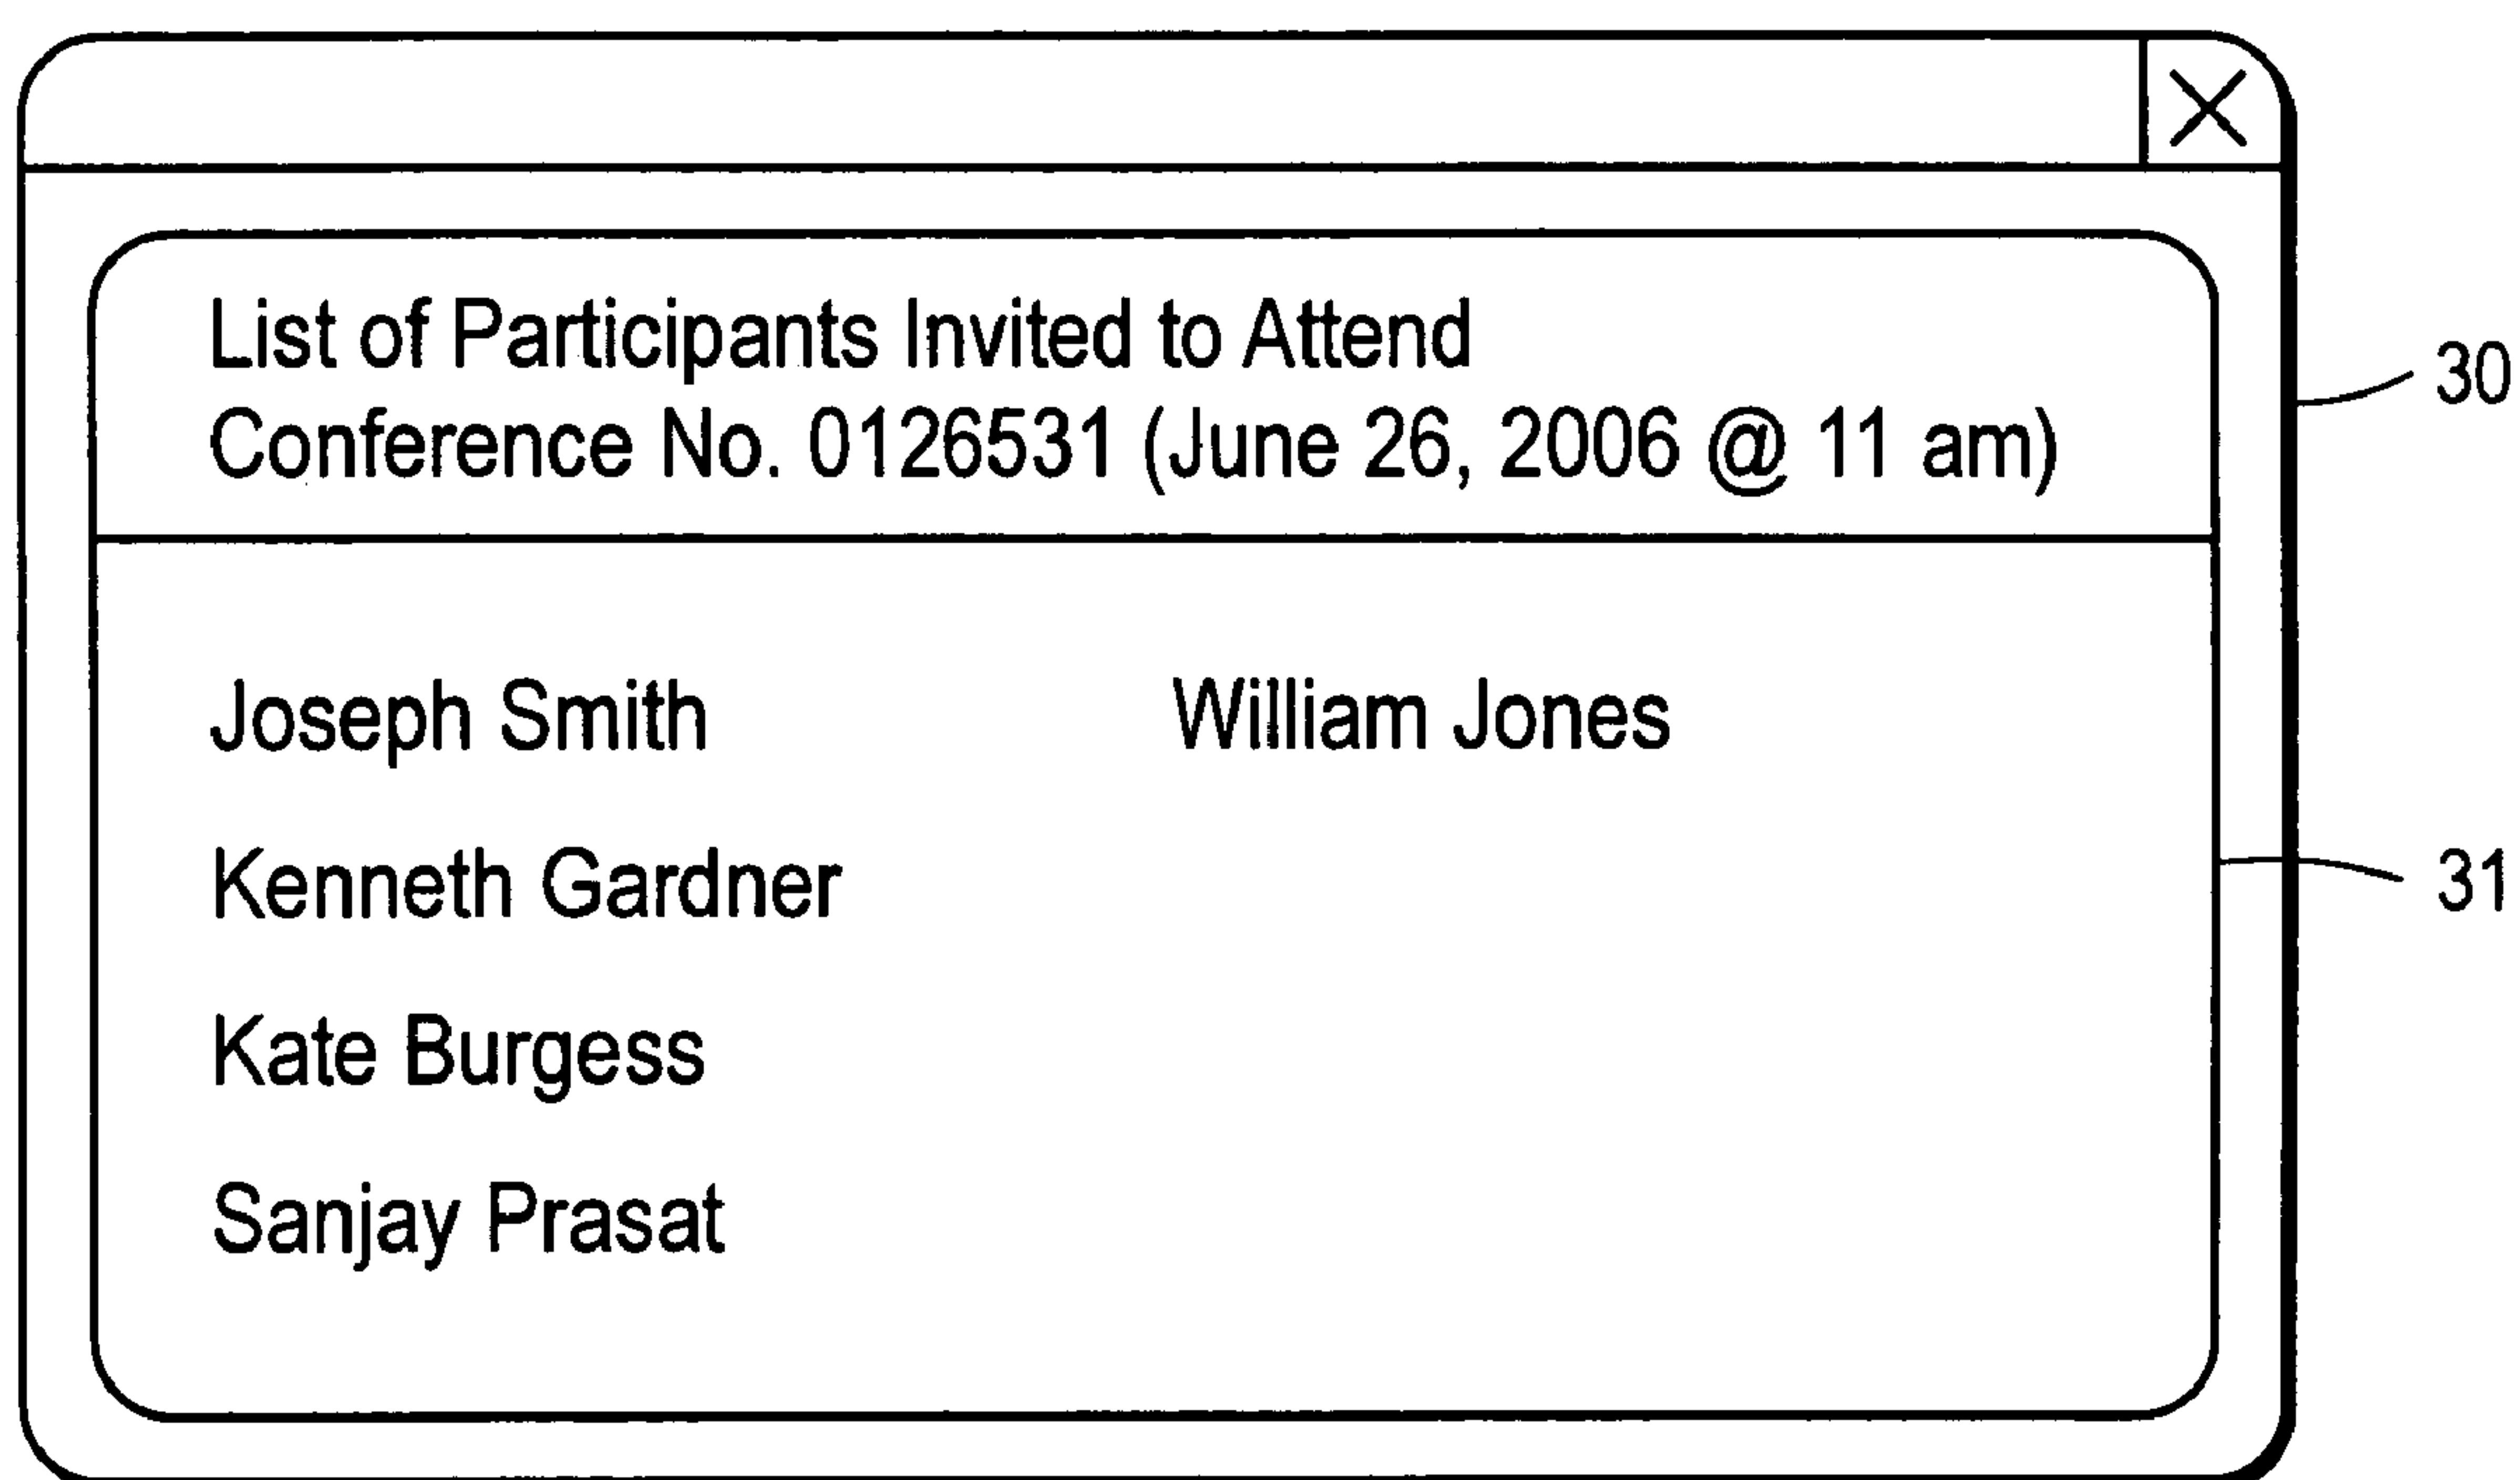 List of Participants Invited to Attend
Conference No. 0126531 (June 26, 2006 @ 11 am)
30
Joseph Smith William Jones
Kenneth Gardner
31
Kate Burgess
Sanjay Prasat